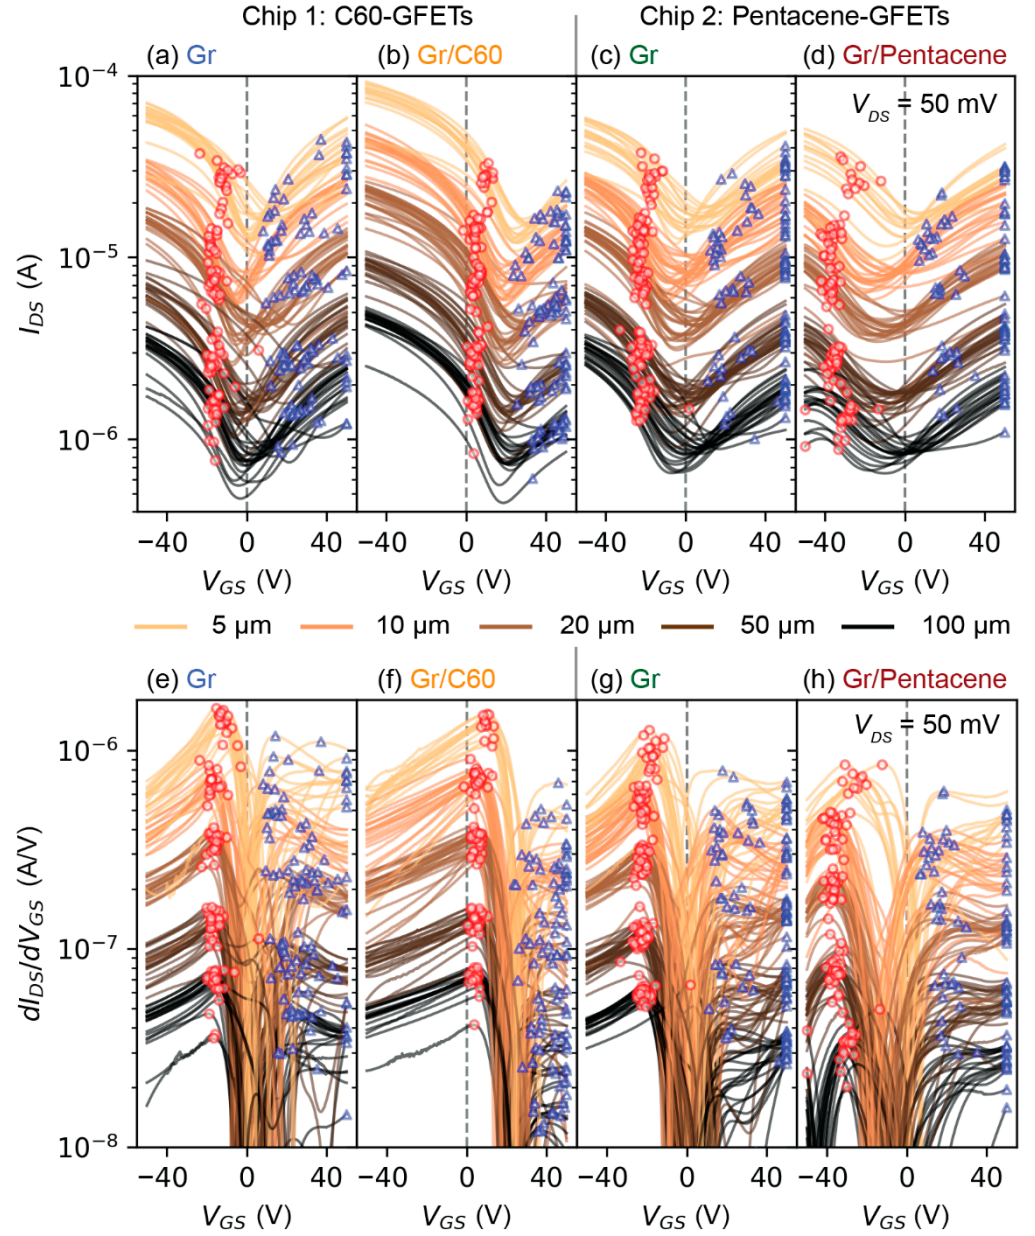 Chip 1: C60-GFETs Chip 2: Pentacene-GFETs
(a) Gr (b) Gr/C60 (c) Gr (d) Gr/Pentacene
V_DS = 50 mV
10⁻⁴
10⁻⁵
10⁻⁶
I_DS (A)
−40 0 40 −40 0 40 −40 0 40 −40 0 40
V_GS (V) V_GS (V) V_GS (V) V_GS (V)
5 μm 10 μm 20 μm 50 μm 100 μm
(e) Gr (f) Gr/C60 (g) Gr (h) Gr/Pentacene
V_DS = 50 mV
10⁻⁶
10⁻⁷
10⁻⁸
dI_DS/dV_GS (A/V)
−40 0 40 −40 0 40 −40 0 40 −40 0 40
V_GS (V) V_GS (V) V_GS (V) V_GS (V)